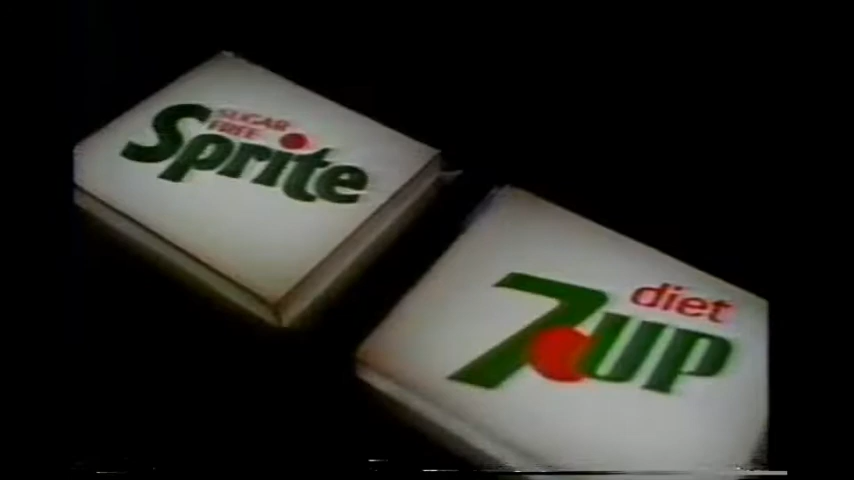 SUGAR
FREE
Sprite
diet
7UP